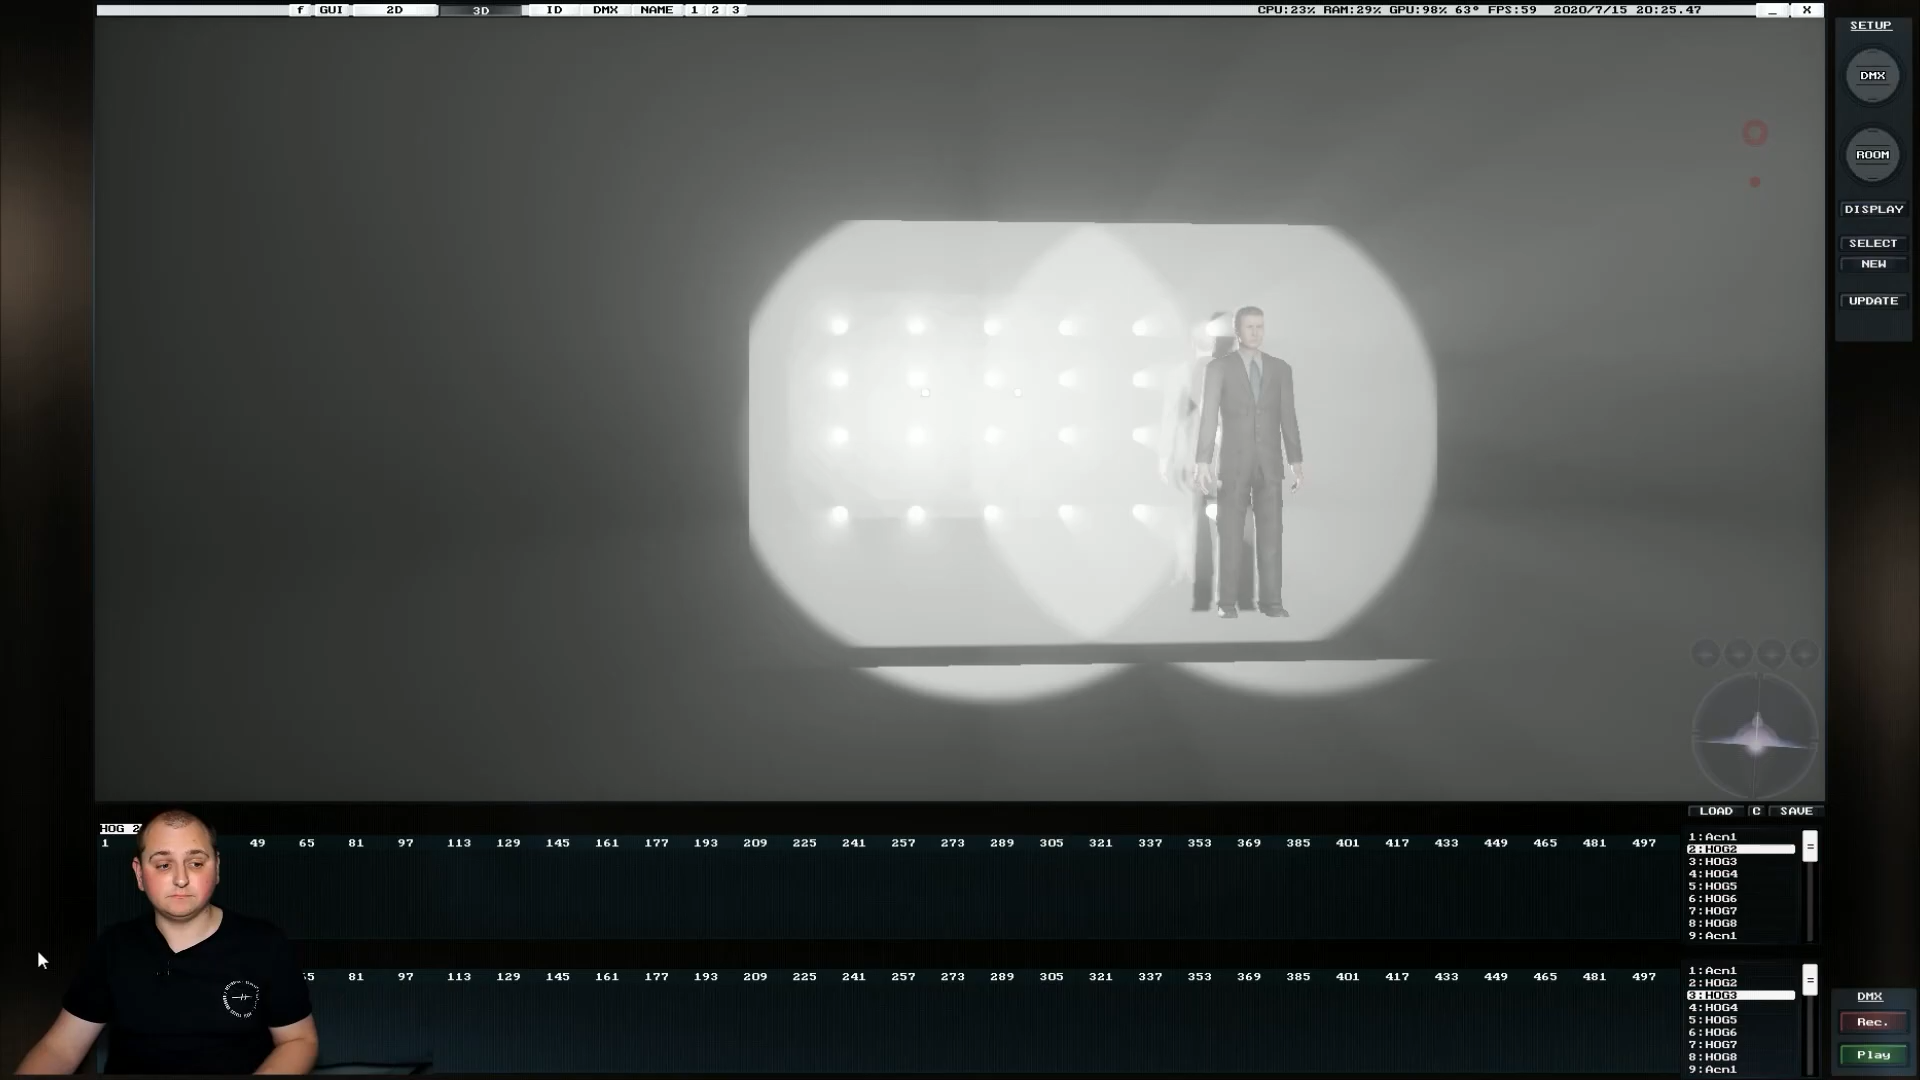 f GUI 2D 3D ID DMX NAME 1 2 3 CPU:23% RAM:29% GPU:98% 63° FPS:59 2020/7/15 20:25.47 _ X
SETUP
DMX
ROOM
DISPLAY
SELECT
NEW
UPDATE
LOAD C SAVE
HOG 2
1 49 65 81 97 113 129 145 161 177 193 209 225 241 257 273 289 305 321 337 353 369 385 401 417 433 449 465 481 497
1:Acn1
2:HOG2
3:HOG3
4:HOG4
5:HOG5
6:HOG6
7:HOG7
8:HOG8
9:Acn1
81 97 113 129 145 161 177 193 209 225 241 257 273 289 305 321 337 353 369 385 401 417 433 449 465 481 497
1:Acn1
2:HOG2
3:HOG3
4:HOG4
5:HOG5
6:HOG6
7:HOG7
8:HOG8
9:Acn1
DMX
Rec.
Play